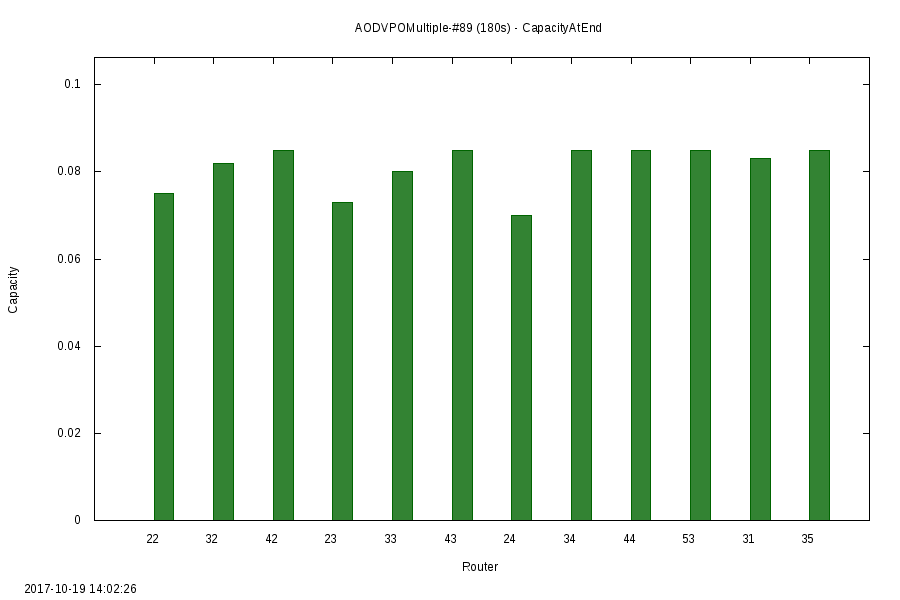 AODVPOMultiple-#89 (180s) - CapacityAtEnd
0.1
0.08
0.06
0.04
0.02
0
Capacity
22 32 42 23 33 43 24 34 44 53 31 35
Router
2017-10-19 14:02:26